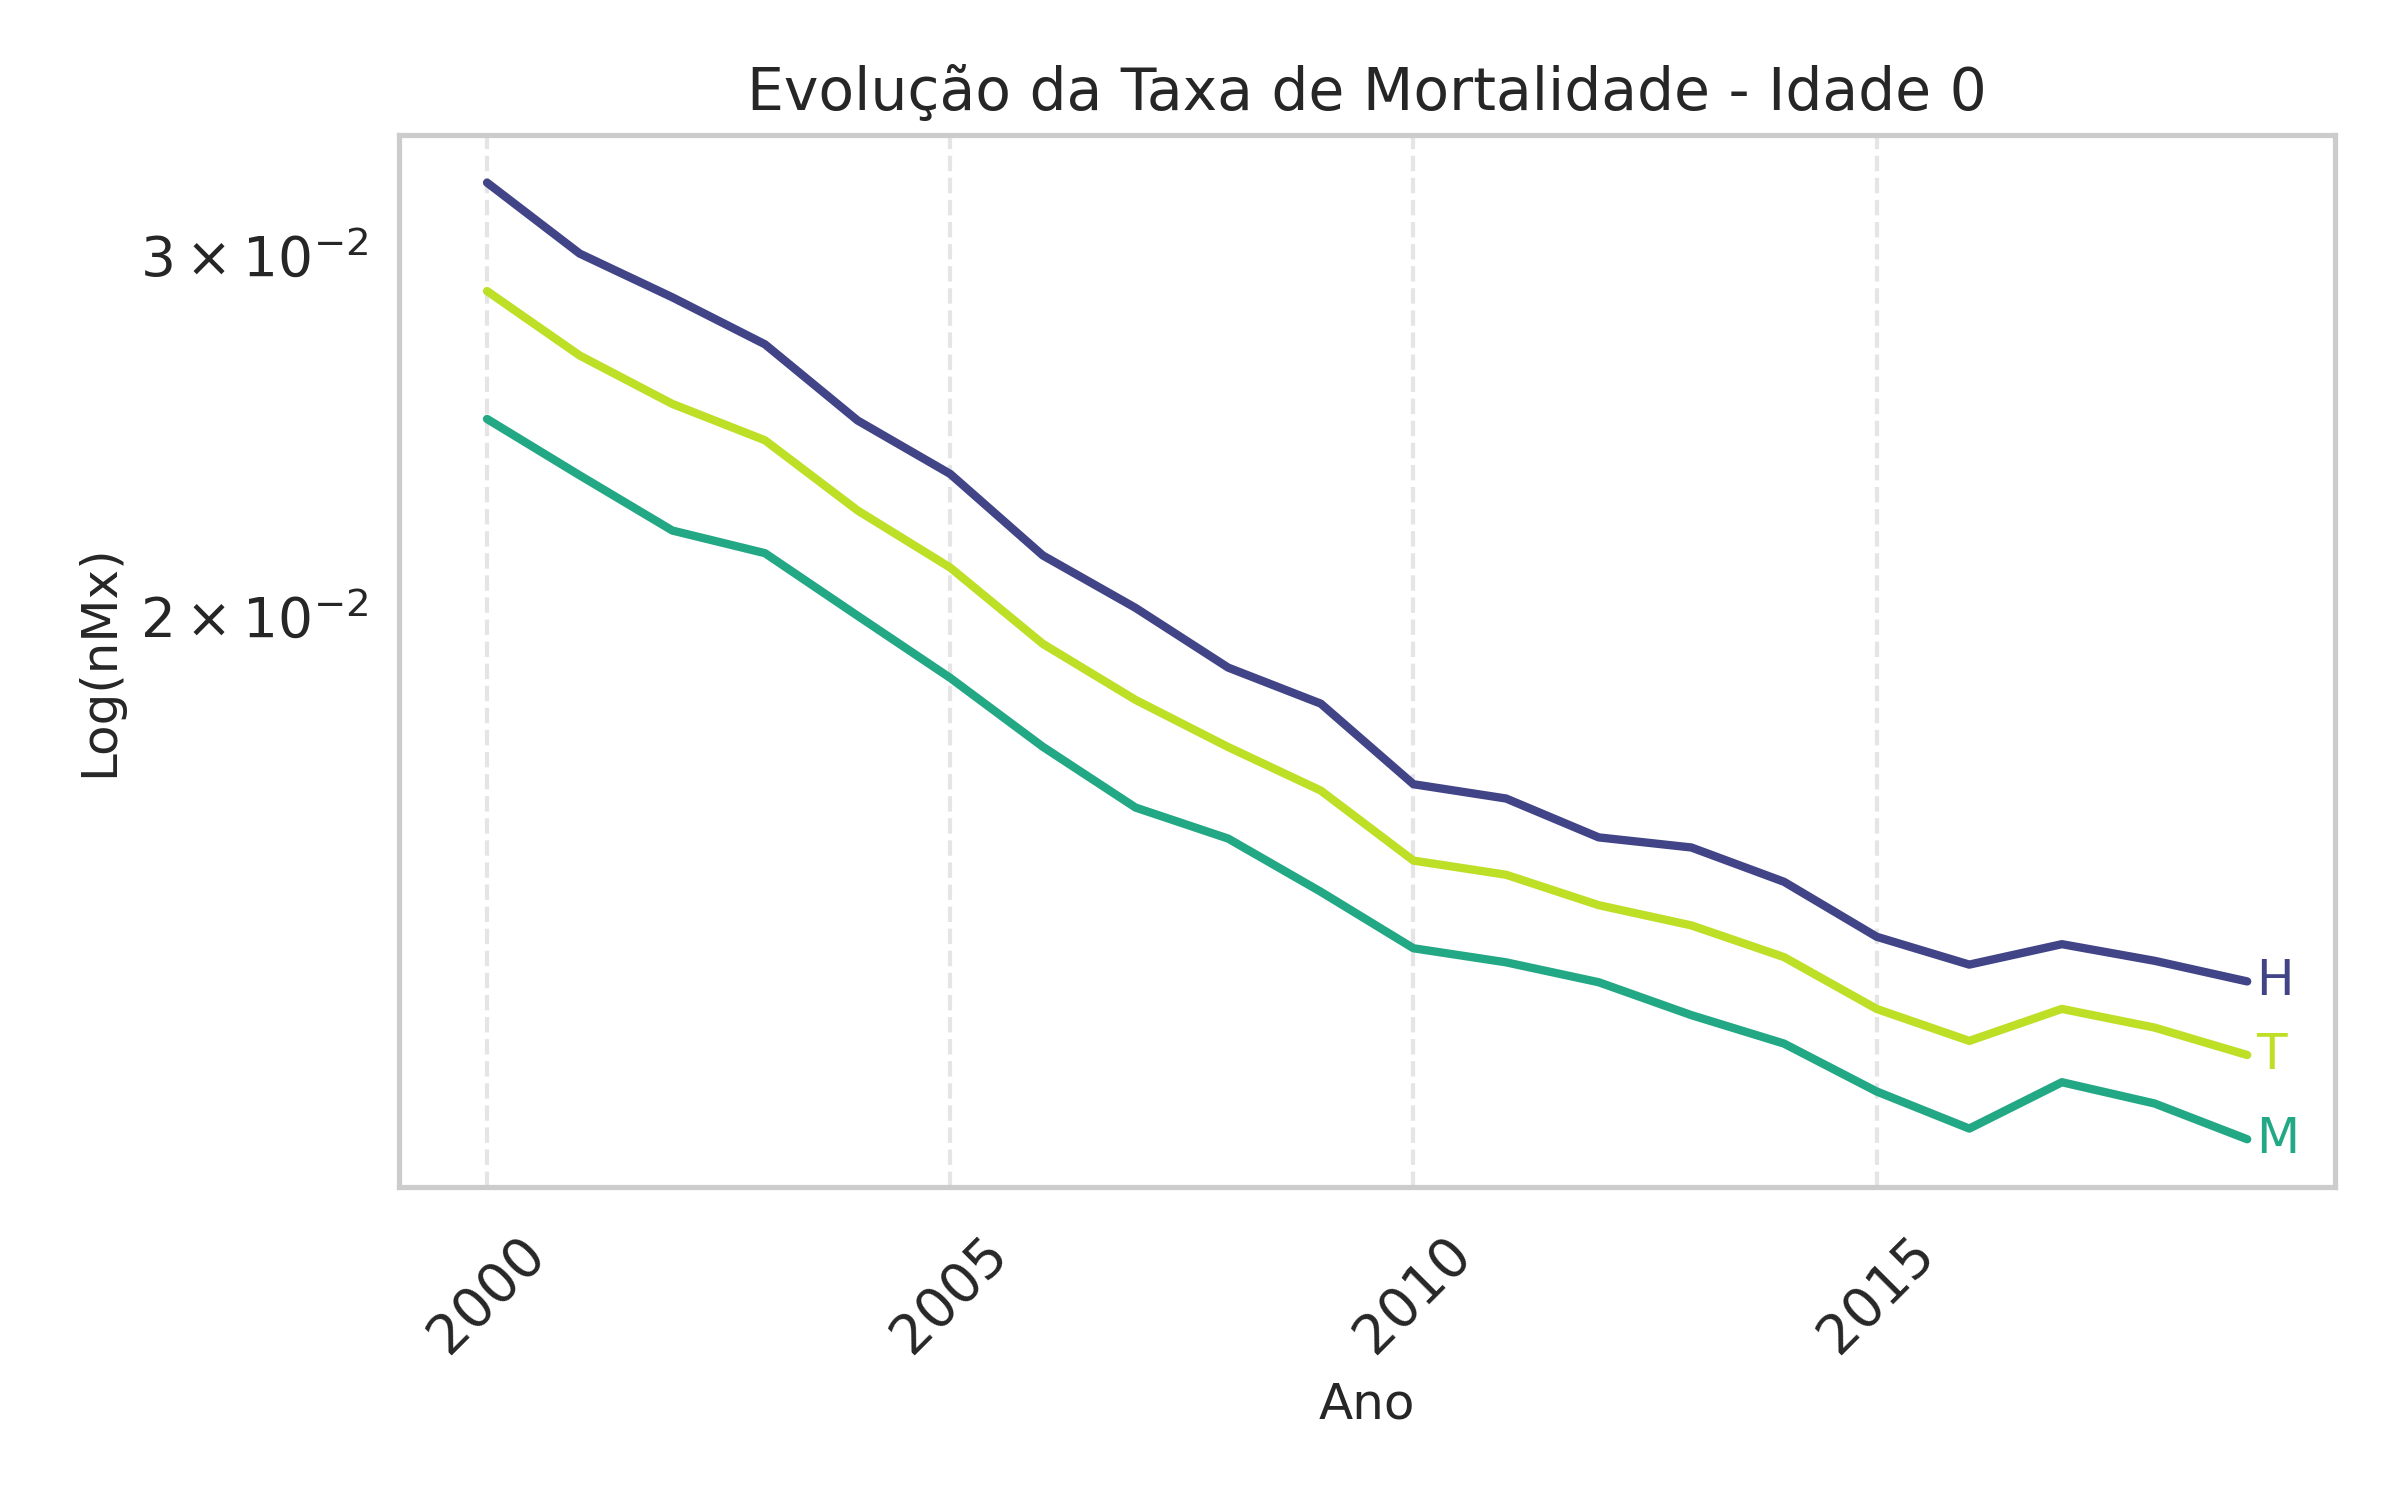 Evolução da Taxa de Mortalidade - Idade 0
Log(nMx)
3 × 10⁻²
2 × 10⁻²
H
T
M
2000
2005
2010
2015
Ano